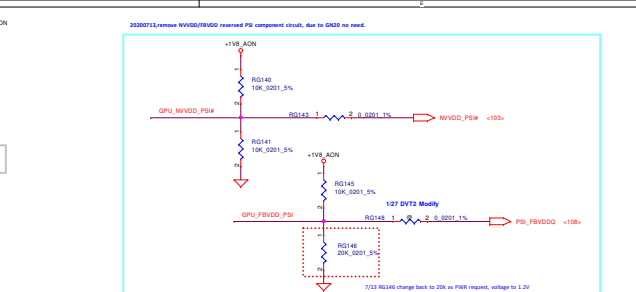 ON
E
20200713,remove NVVDD/FBVDD reserved PSI component circuit, due to GN20 no need.
+1V8_AON
1
RG140
10K_0201_5%
2
GPU_NVVDD_PSI#
RG143 1 2 0_0201_1%
NVVDD_PSI# <103>
1
RG141
10K_0201_5%
2
+1V8_AON
1
RG145
10K_0201_5%
2
1/27 DVT2 Modify
GPU_FBVDD_PSI
RG148 1 @ 2 0_0201_1%
PSI_FBVDDQ <108>
1
RG146
20K_0201_5%
2
7/13 RG146 change back to 20k as PWR request, voltage to 1.2V